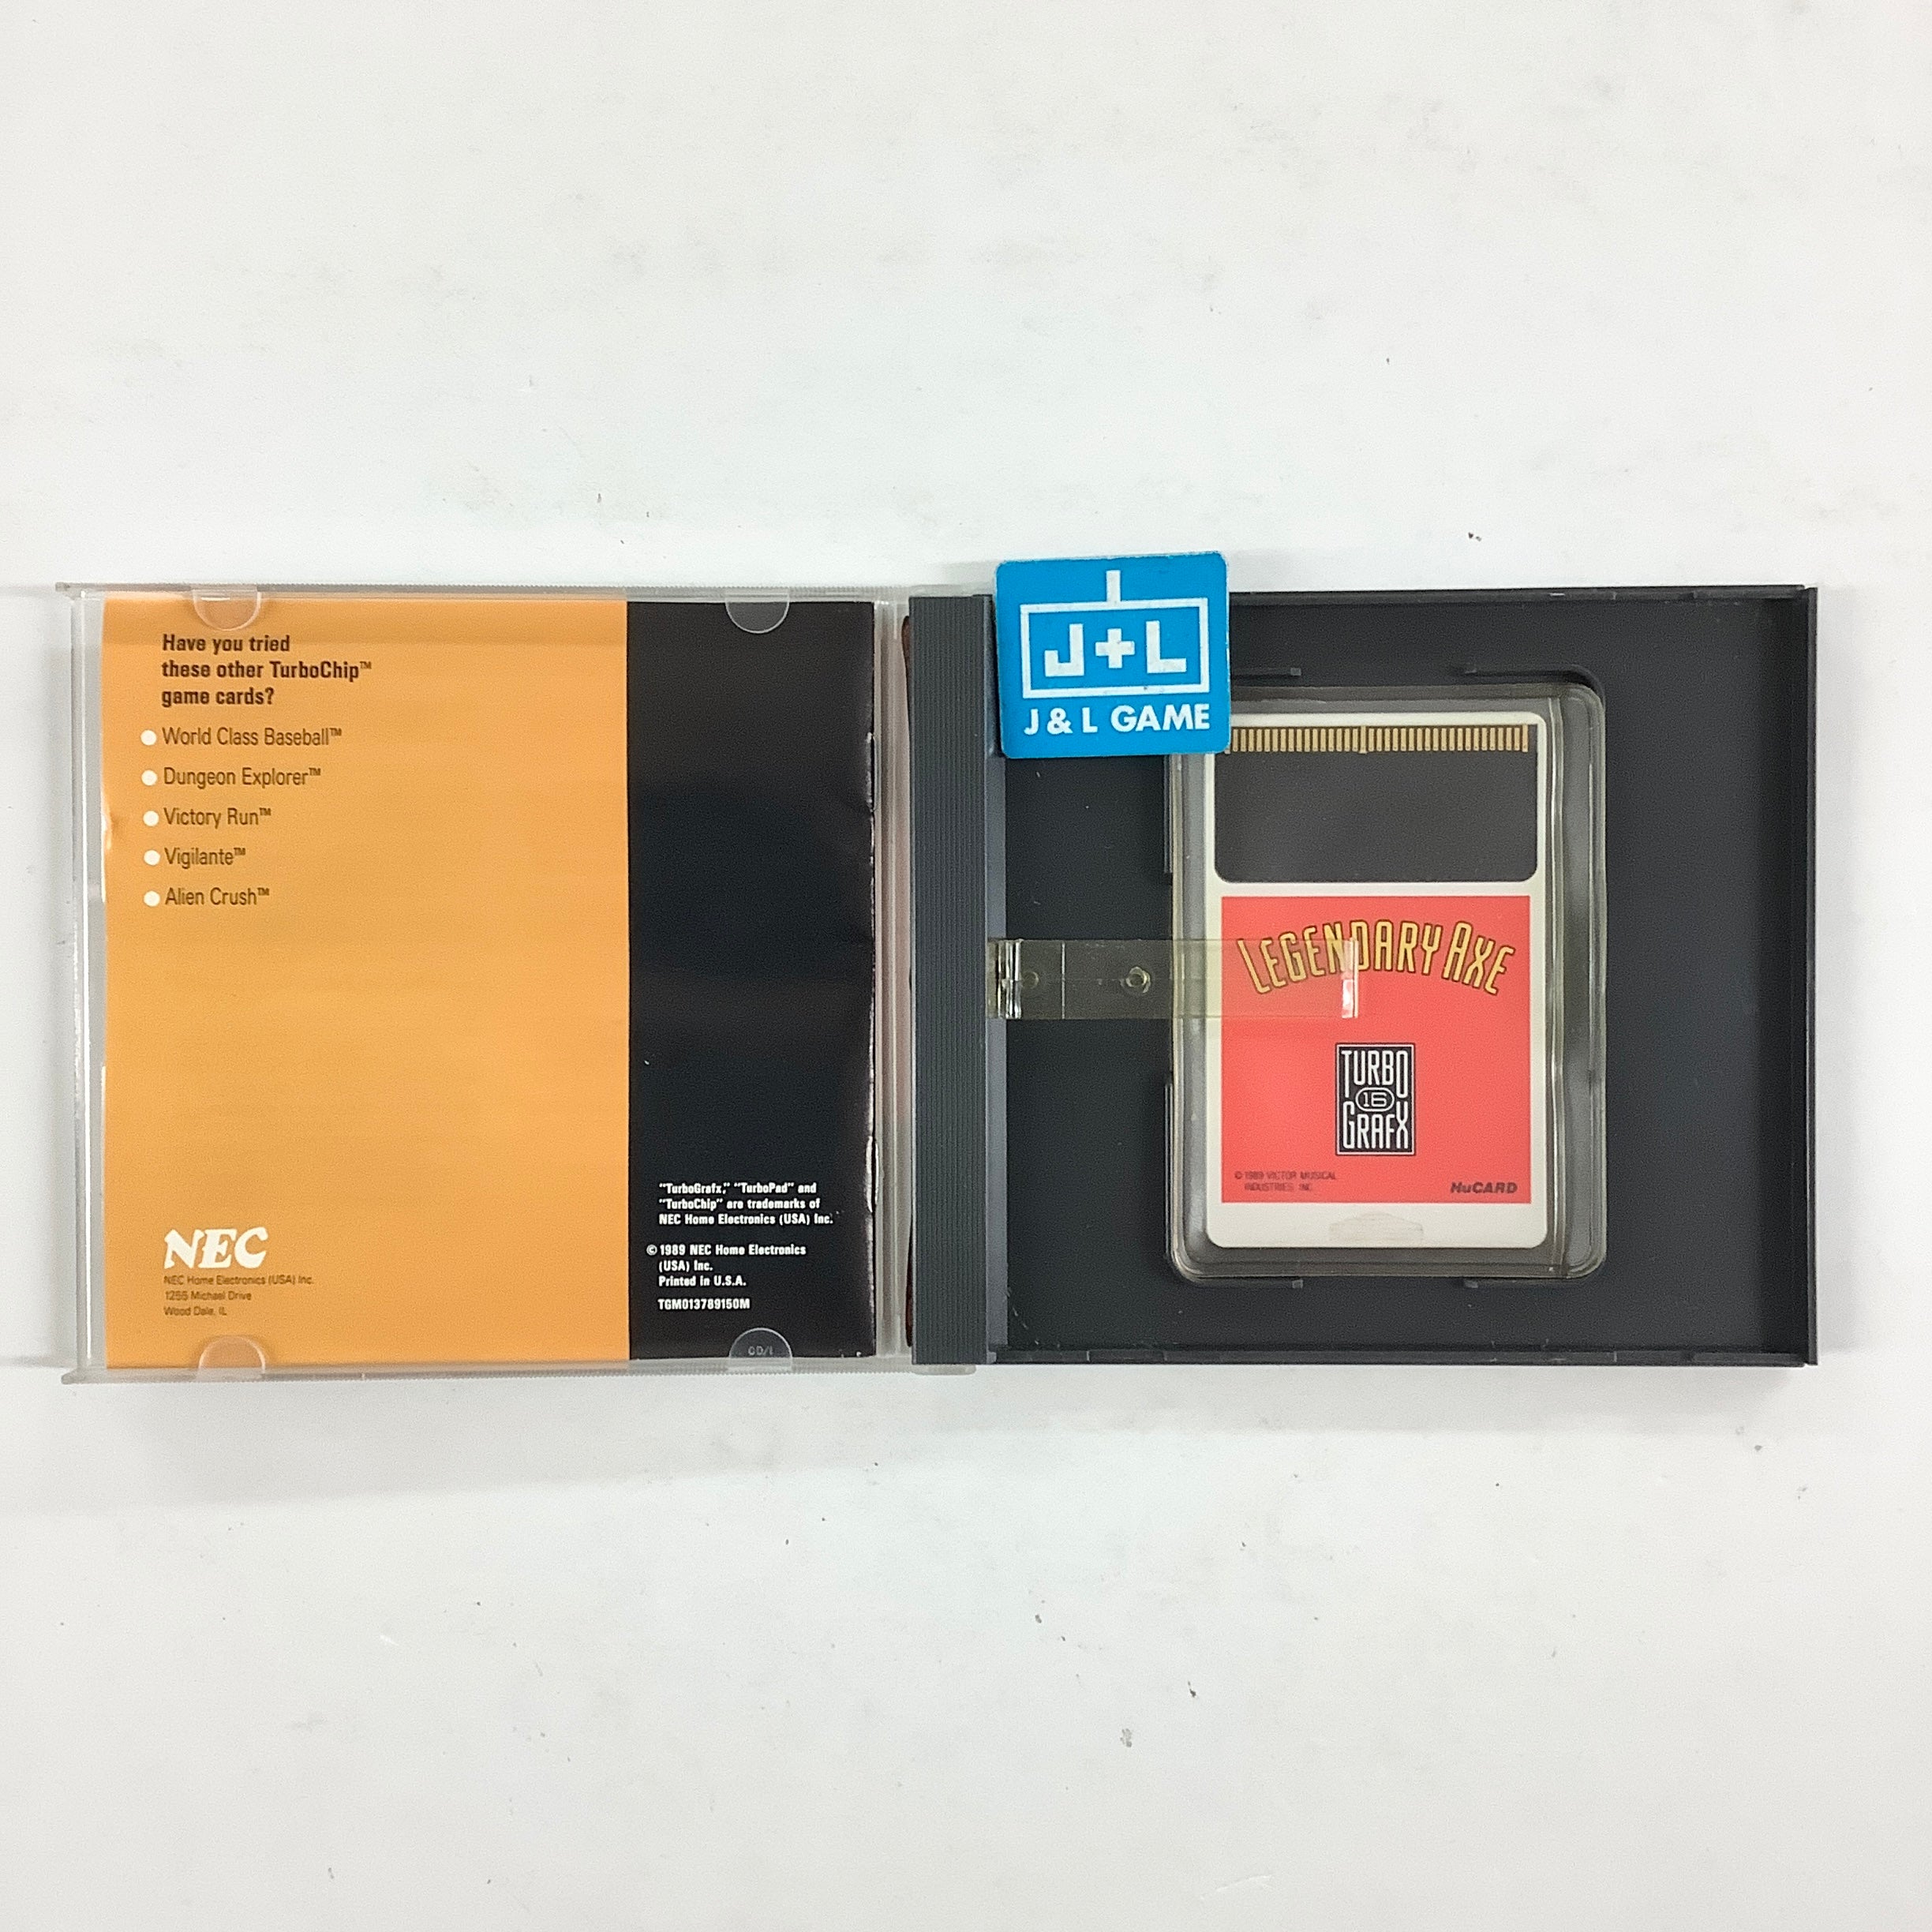 Have you tried
these other TurboChip™
game cards?
World Class Baseball™
Dungeon Explorer™
Victory Run™
Vigilante™
Alien Crush™
NEC
NEC Home Electronics (USA) Inc.
1255 Michael Drive
Wood Dale, IL
"TurboGrafx," "TurboPad" and
"TurboChip" are trademarks of
NEC Home Electronics (USA) Inc.
© 1989 NEC Home Electronics
(USA) Inc.
Printed in U.S.A.
TGM013789150M
J+L
J & L GAME
LEGENDARY AXE
TURBO
16
GRAFX
© 1989 VICTOR MUSICAL
INDUSTRIES, INC.
HuCARD